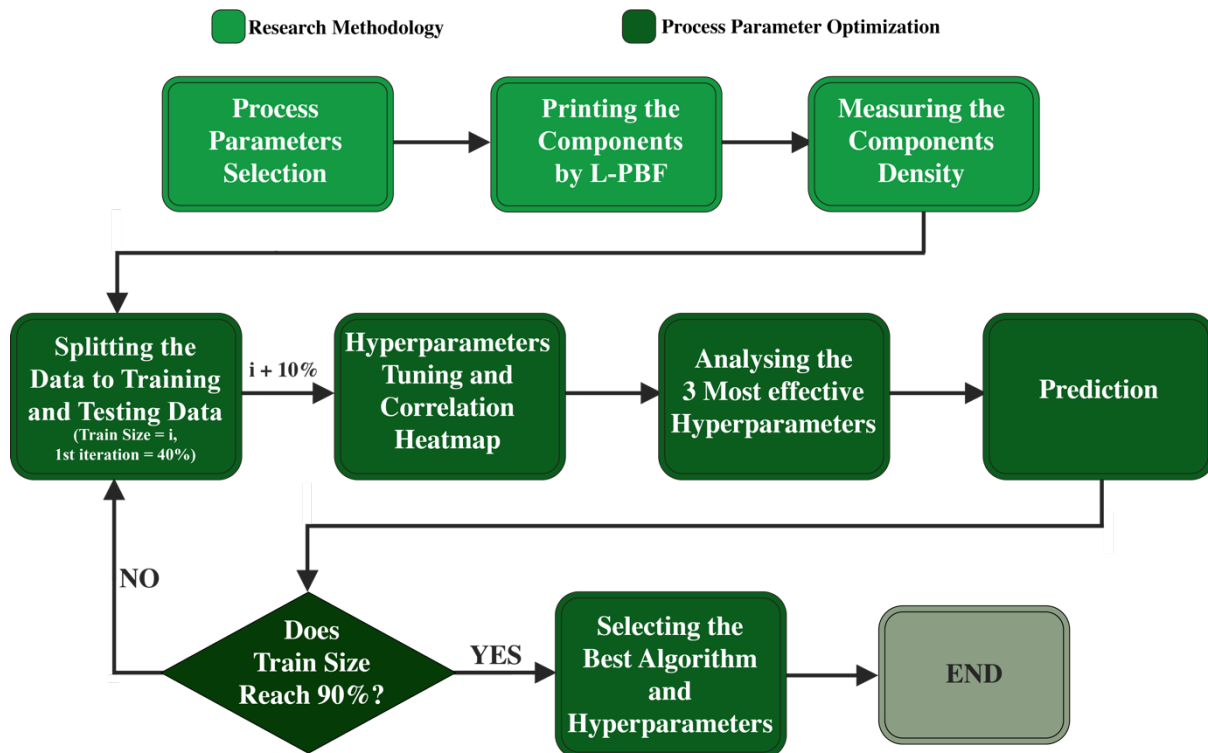 Research Methodology
Process Parameter Optimization
Process
Parameters
Selection
Printing the
Components
by L-PBF
Measuring the
Components
Density
Splitting the
Data to Training
and Testing Data
(Train Size = i,
1st iteration = 40%)
i + 10%
Hyperparameters
Tuning and
Correlation
Heatmap
Analysing the
3 Most effective
Hyperparameters
Prediction
NO
Does
Train Size
Reach 90%?
YES
Selecting the
Best Algorithm
and
Hyperparameters
END